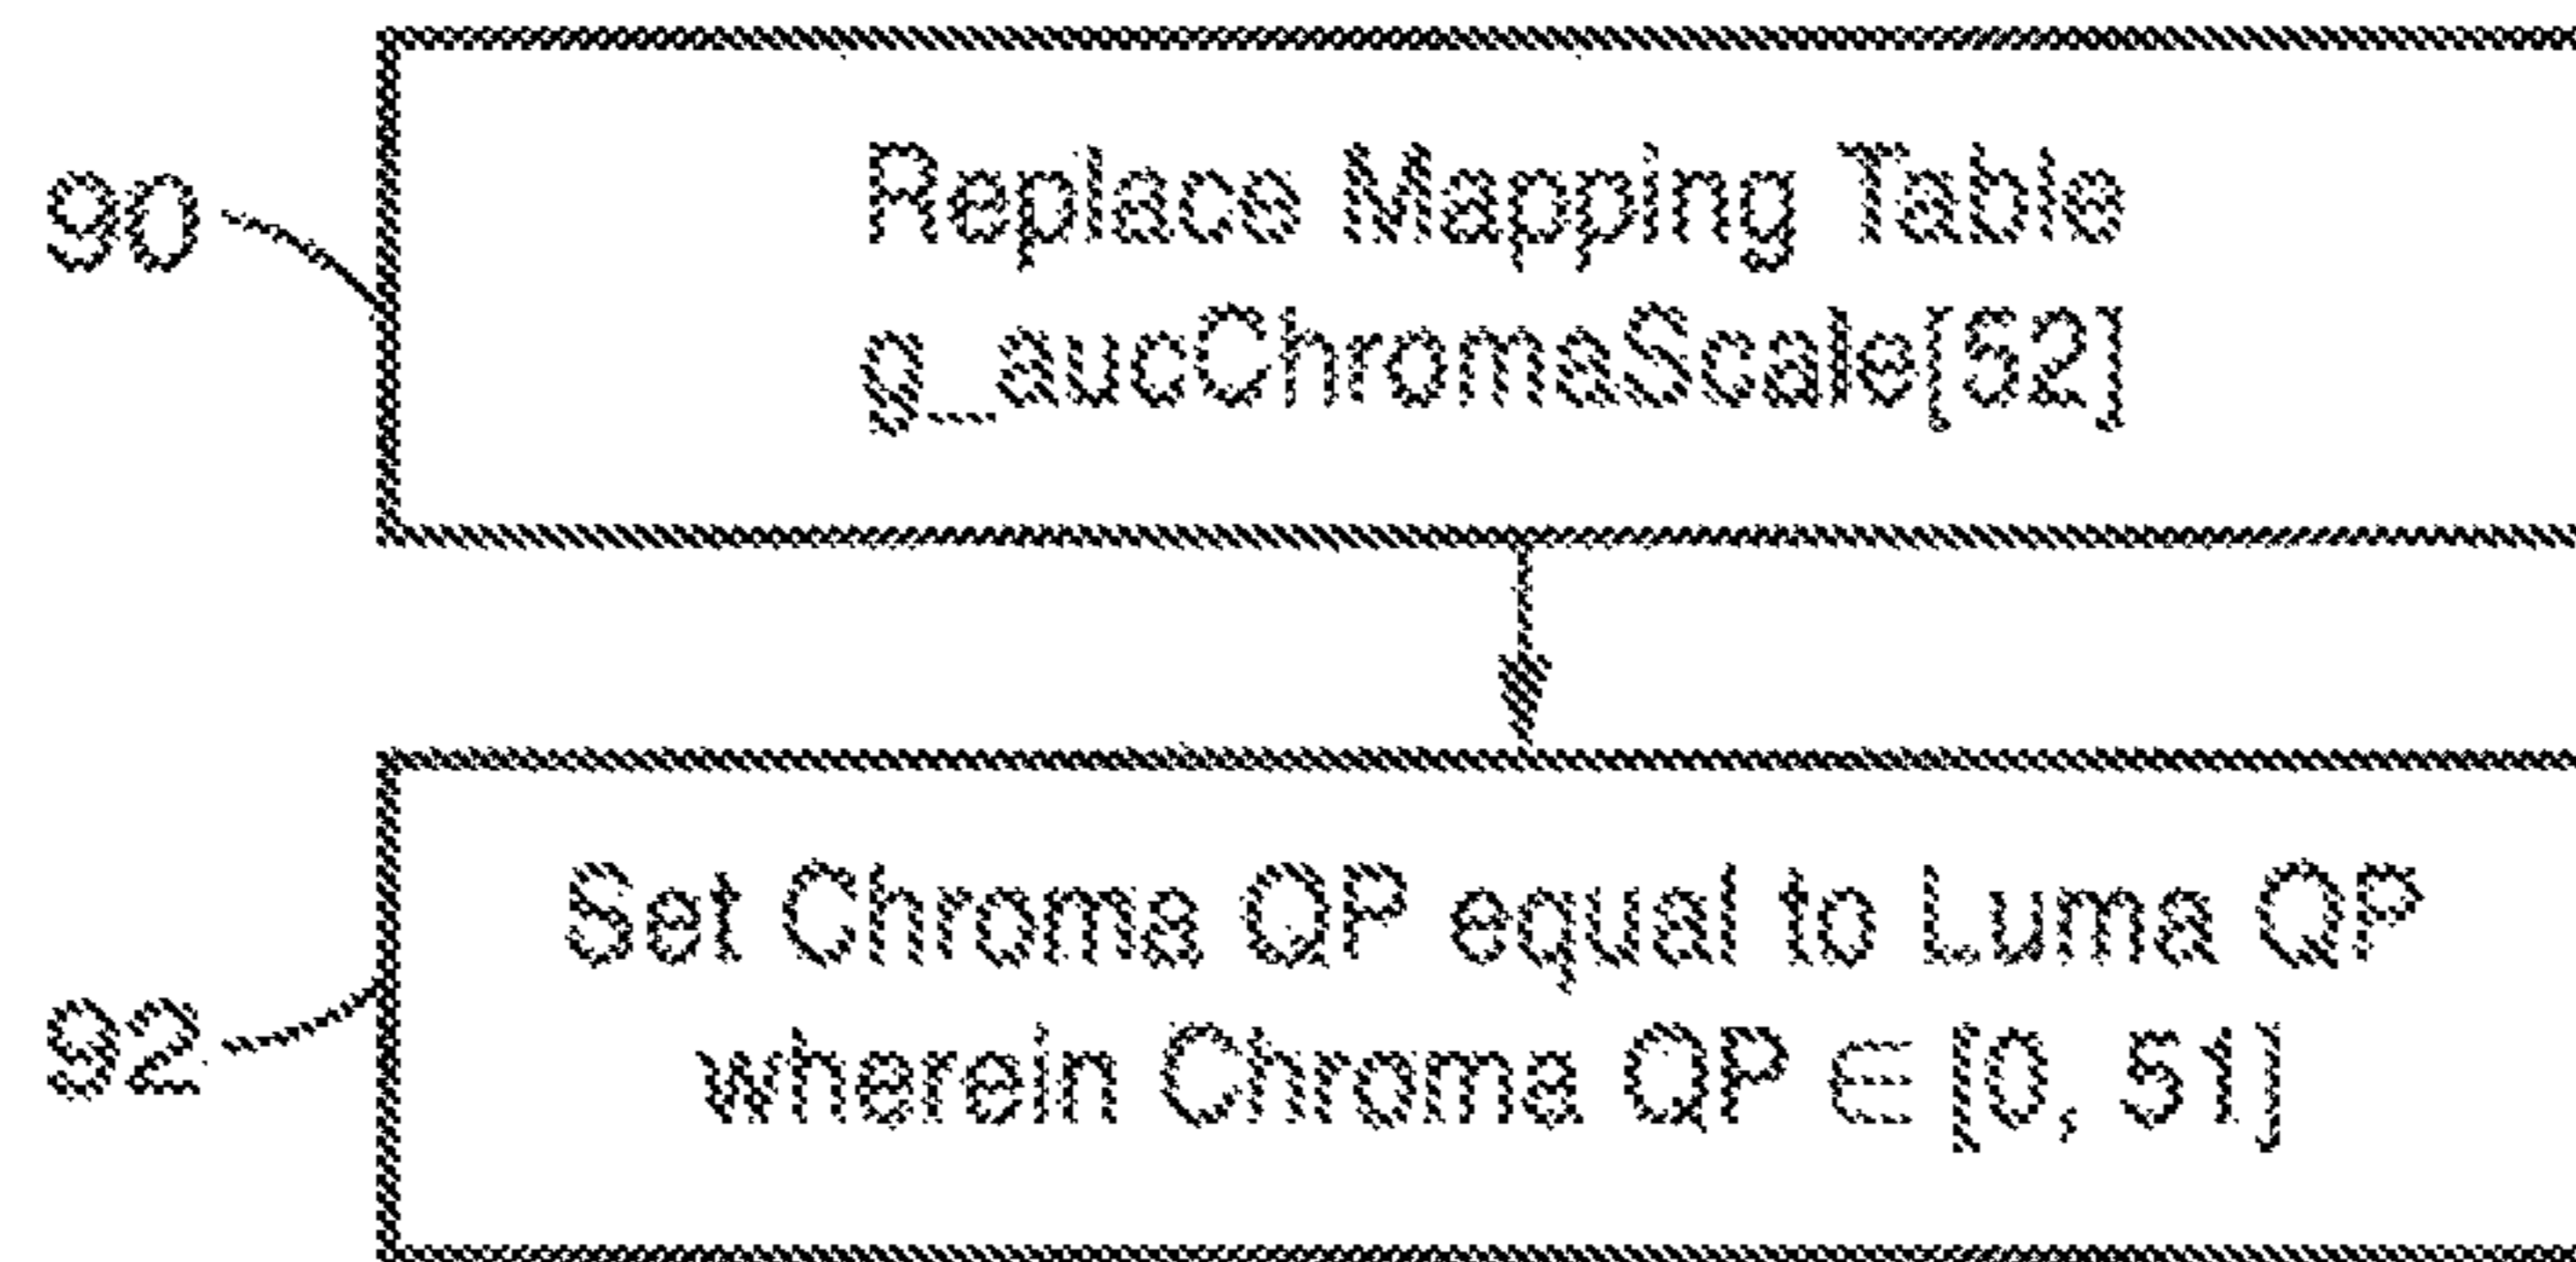 90
Replace Mapping Table
g_aucChromaScale[52]
92
Set Chroma QP equal to Luma QP
wherein Chroma QP ∈ [0, 51]